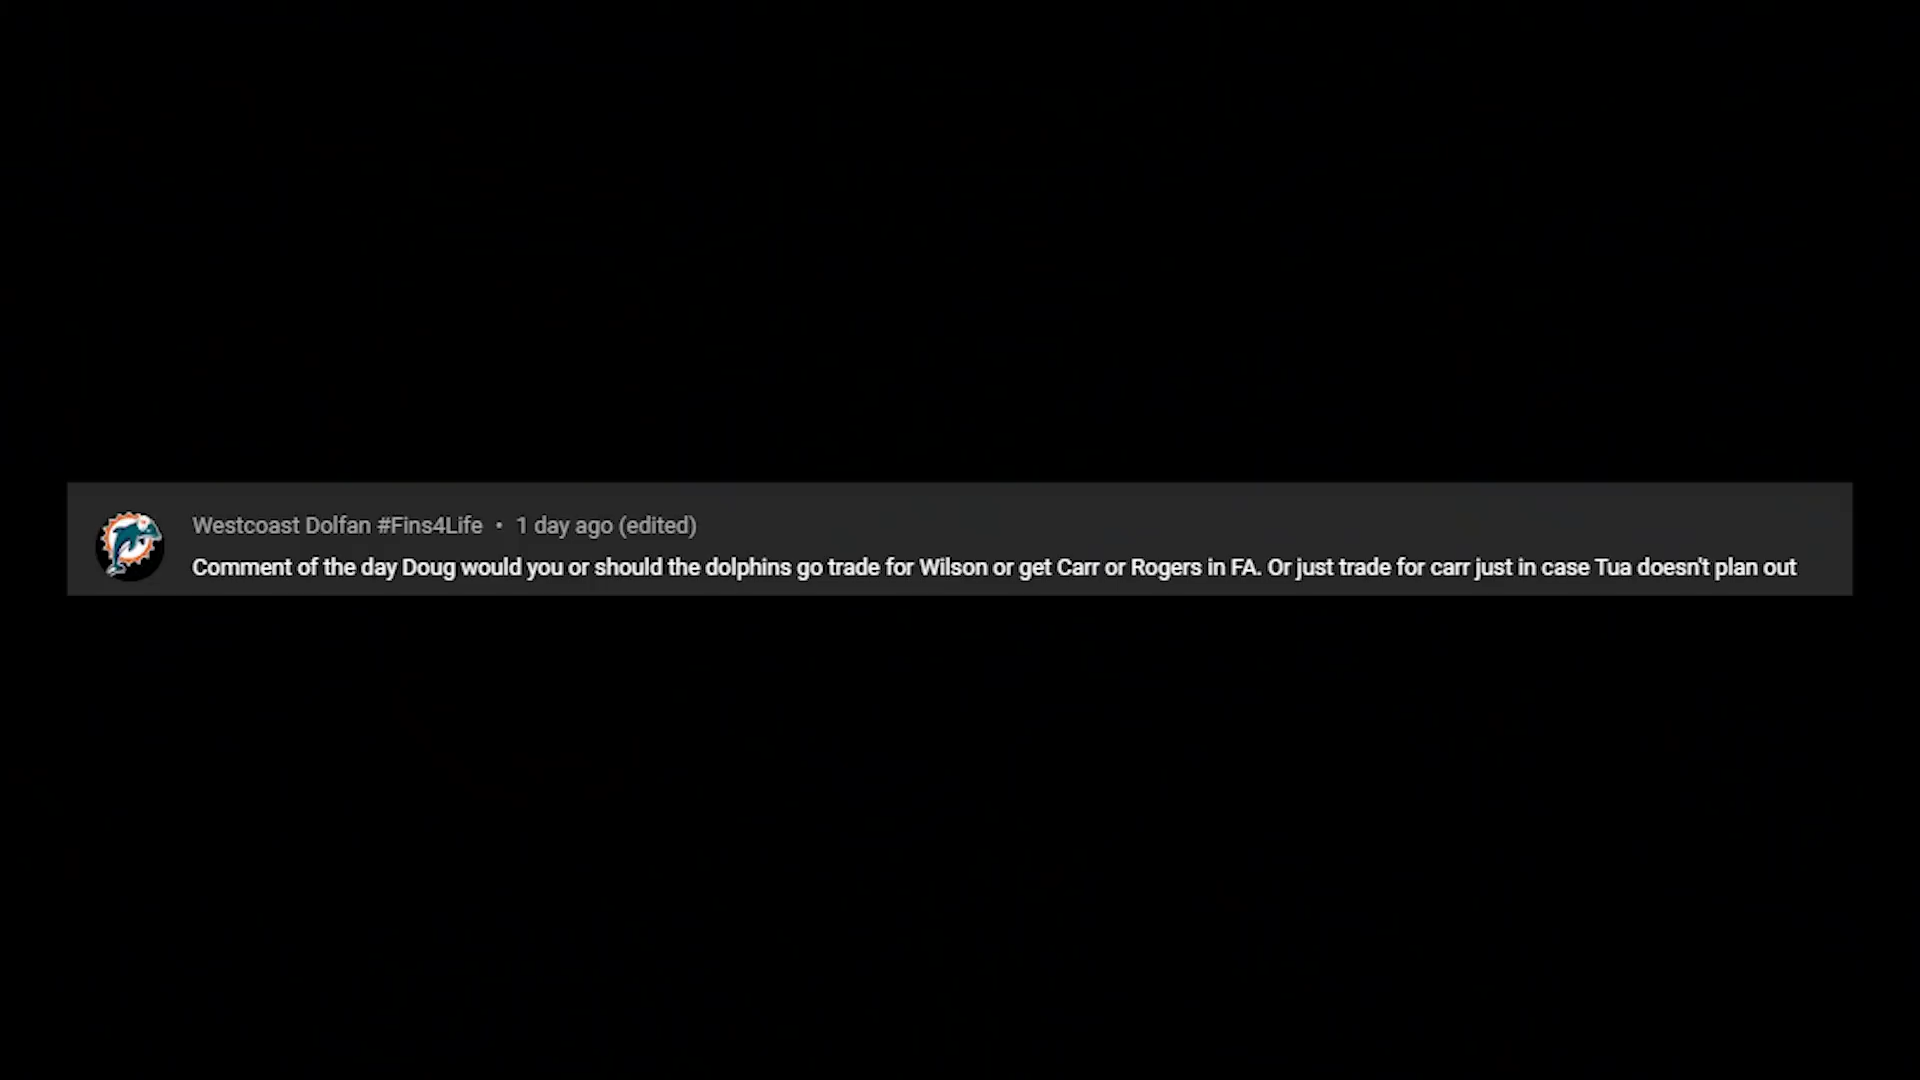 Westcoast Dolfan #Fins4Life • 1 day ago (edited)
Comment of the day Doug would you or should the dolphins go trade for Wilson or get Carr or Rogers in FA. Or just trade for carr just in case Tua doesn't plan out